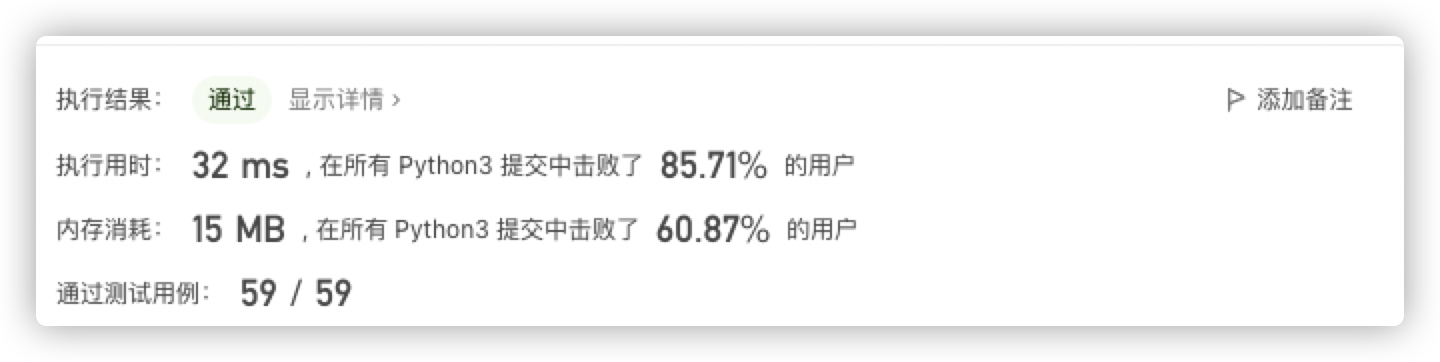 执行结果： 通过 显示详情 › 添加备注
执行用时： 32 ms ，在所有 Python3 提交中击败了 85.71% 的用户
内存消耗： 15 MB ，在所有 Python3 提交中击败了 60.87% 的用户
通过测试用例： 59 / 59